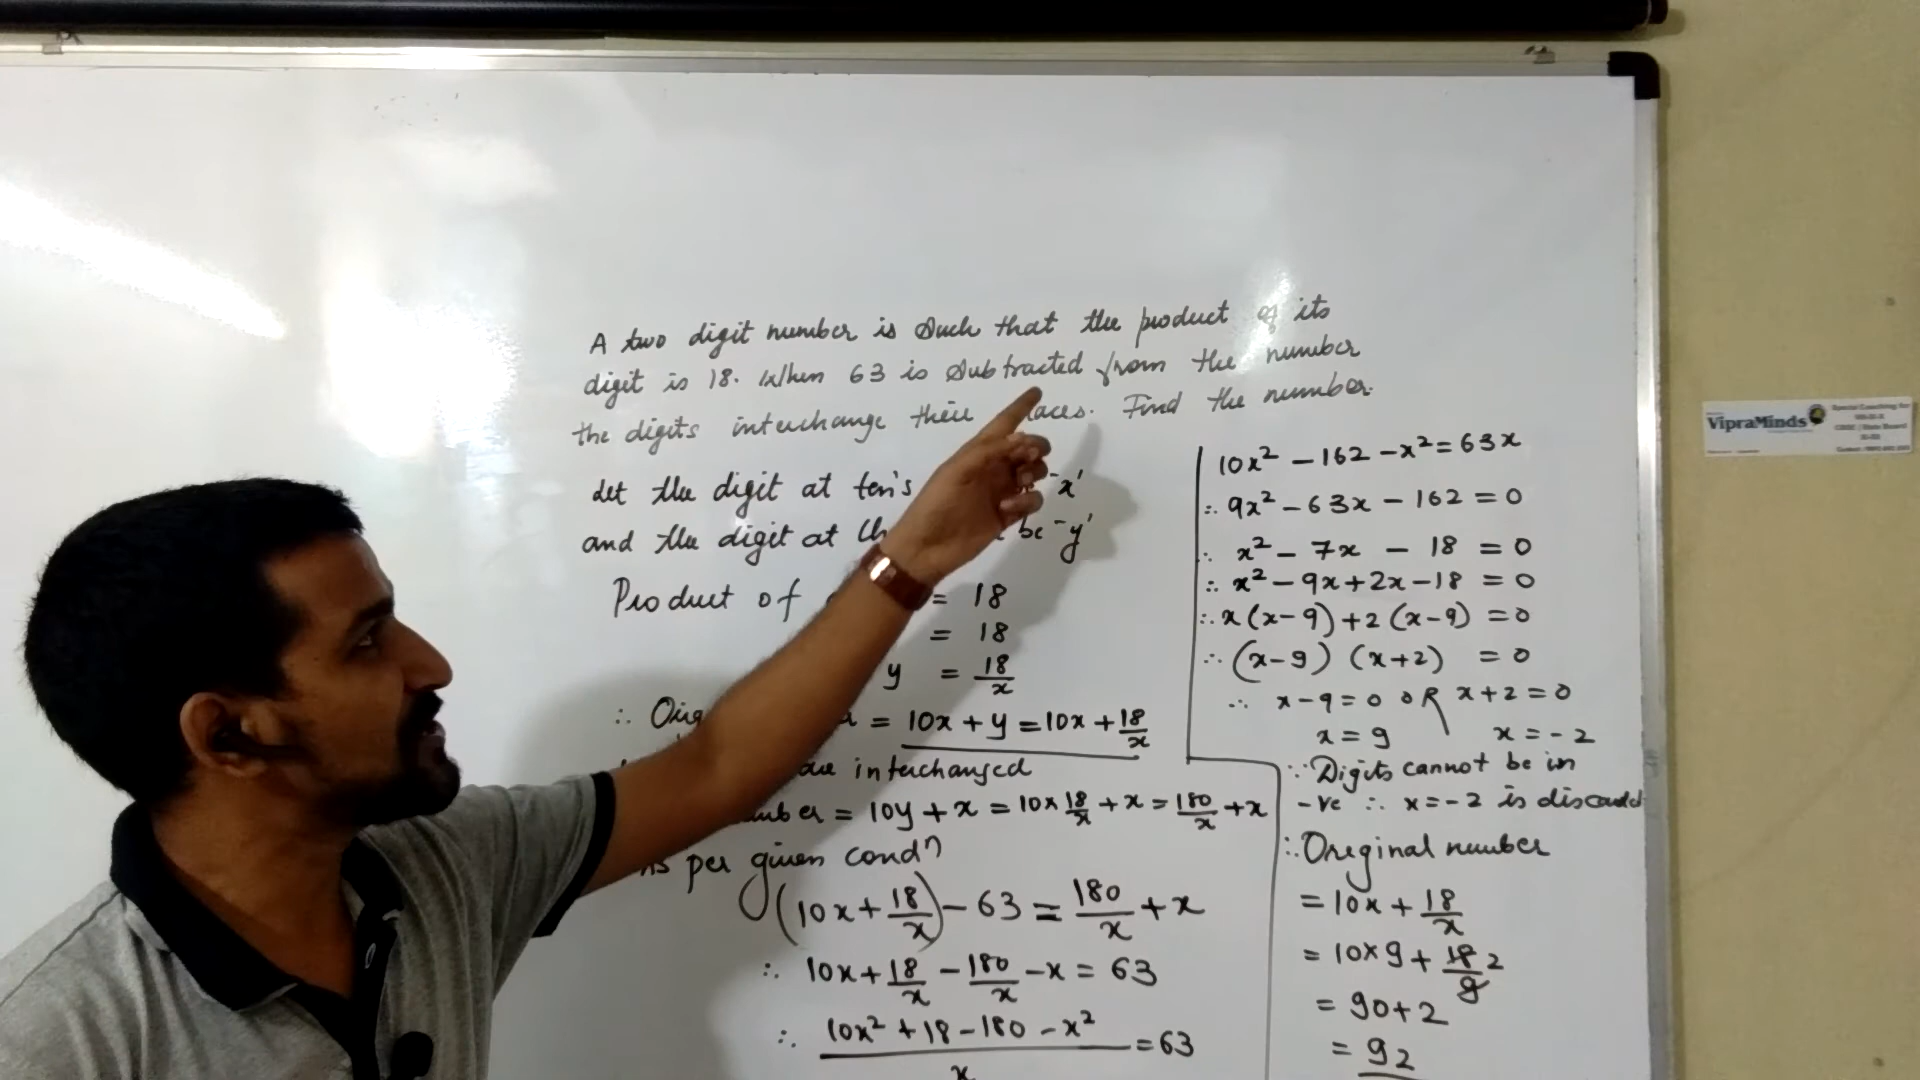 A two digit number is such that the product of its
digit is 18. When 63 is subtracted from the number
the digits interchange their laces. Find the number.
Let the digit at ten's 'x'
and the digit at be 'y'
Product of = 18
= 18
y = 18/x
∴ = 10x + y = 10x + 18/x
are interchanged
= 10y + x = 10 × 18/x + x = 180/x + x
per given condn
(10x + 18/x) - 63 = 180/x + x
∴ 10x + 18/x - 180/x - x = 63
∴ (10x² + 18 - 180 - x²)/x = 63
10x² - 162 - x² = 63x
∴ 9x² - 63x - 162 = 0
∴ x² - 7x - 18 = 0
∴ x² - 9x + 2x - 18 = 0
∴ x(x-9) + 2(x-9) = 0
∴ (x-9) (x+2) = 0
∴ x-9 = 0 OR x+2 = 0
x = 9 x = -2
∵ Digits cannot be in
-ve ∴ x = -2 is discarded
∴ Original number
= 10x + 18/x
= 10×9 + 18/9 2
= 90+2
= 92
VipraMinds